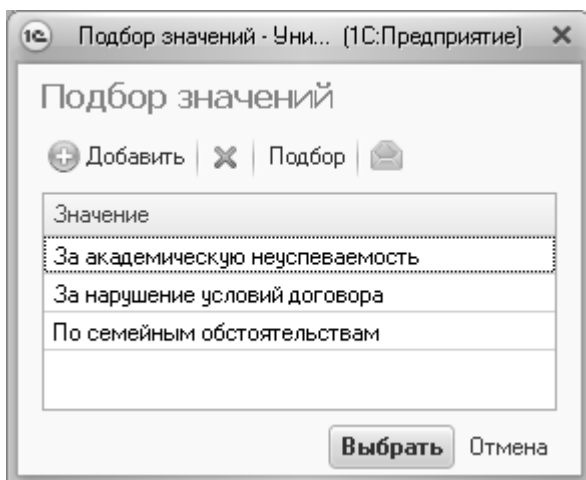 1С Подбор значений - Уни... (1С:Предприятие)
Подбор значений
Добавить Подбор
Значение
За академическую неуспеваемость
За нарушение условий договора
По семейным обстоятельствам
Выбрать Отмена